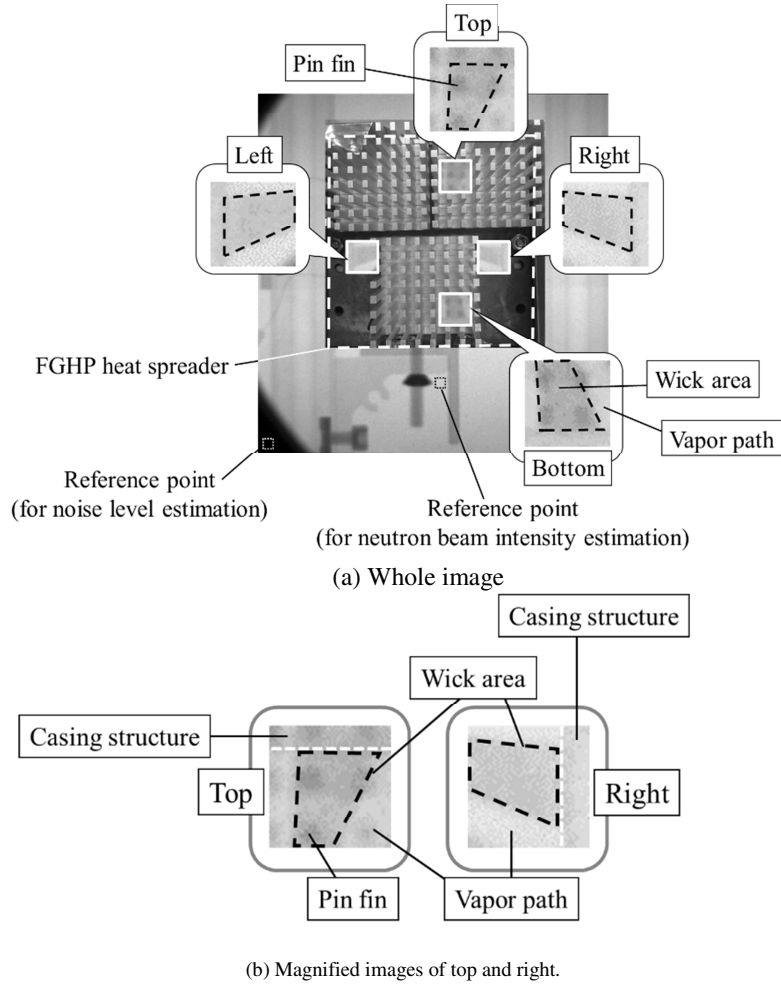 Top
Pin fin
Left
Right
FGHP heat spreader
Wick area
Vapor path
Bottom
Reference point
(for noise level estimation)
Reference point
(for neutron beam intensity estimation)
(a) Whole image
Casing structure
Wick area
Casing structure
Top
Right
Pin fin
Vapor path
(b) Magnified images of top and right.